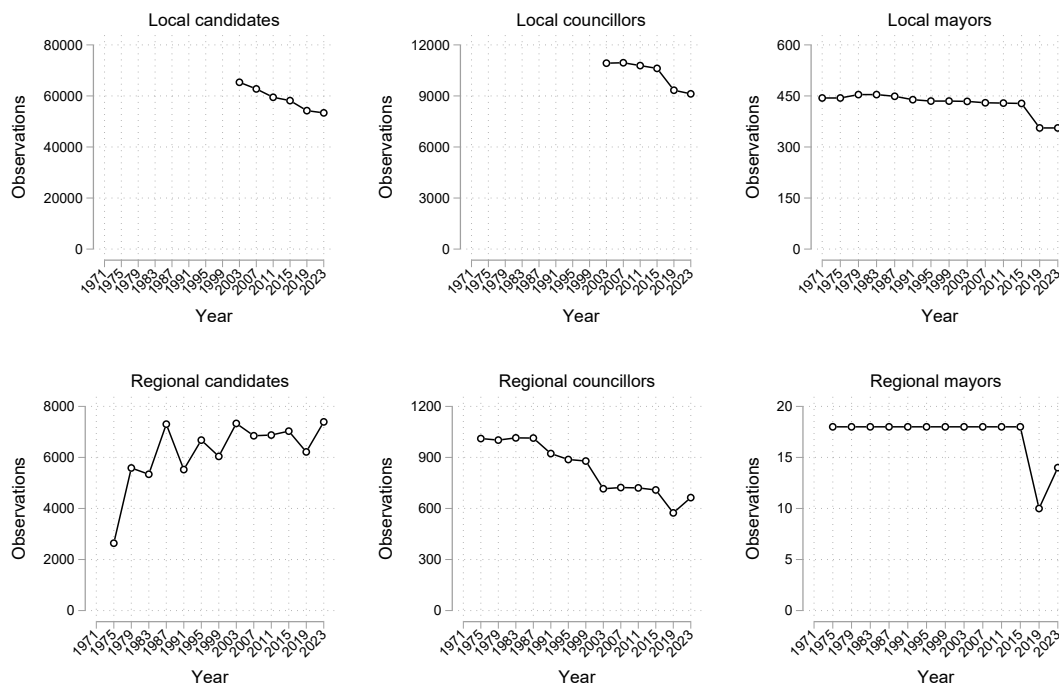 Local candidates
Observations
80000
60000
40000
20000
0
1971 1975 1979 1983 1987 1991 1995 1999 2003 2007 2011 2015 2019 2023
Year
Local councillors
Observations
12000
9000
6000
3000
0
1971 1975 1979 1983 1987 1991 1995 1999 2003 2007 2011 2015 2019 2023
Year
Local mayors
Observations
600
450
300
150
0
1971 1975 1979 1983 1987 1991 1995 1999 2003 2007 2011 2015 2019 2023
Year
Regional candidates
Observations
8000
6000
4000
2000
0
1971 1975 1979 1983 1987 1991 1995 1999 2003 2007 2011 2015 2019 2023
Year
Regional councillors
Observations
1200
900
600
300
0
1971 1975 1979 1983 1987 1991 1995 1999 2003 2007 2011 2015 2019 2023
Year
Regional mayors
Observations
20
15
10
5
0
1971 1975 1979 1983 1987 1991 1995 1999 2003 2007 2011 2015 2019 2023
Year